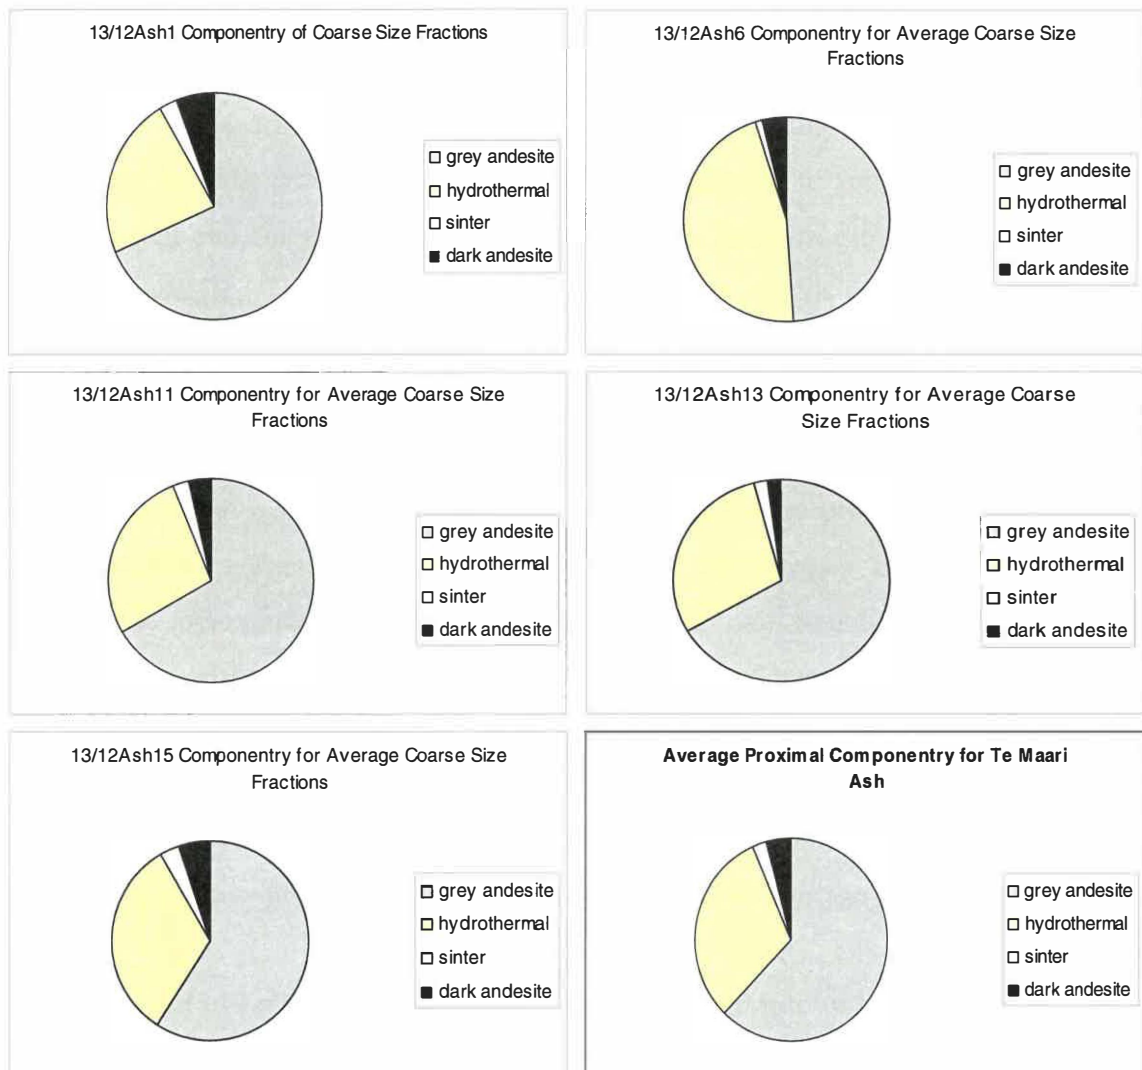 13/12Ash1 Componentry of Coarse Size Fractions
grey andesite
hydrothermal
sinter
dark andesite
13/12Ash6 Componentry for Average Coarse Size
Fractions
grey andesite
hydrothermal
sinter
dark andesite
13/12Ash11 Componentry for Average Coarse Size
Fractions
grey andesite
hydrothermal
sinter
dark andesite
13/12Ash13 Componentry for Average Coarse
Size Fractions
grey andesite
hydrothermal
sinter
dark andesite
13/12Ash15 Componentry for Average Coarse Size
Fractions
grey andesite
hydrothermal
sinter
dark andesite
Average Proximal Componentry for Te Maari
Ash
grey andesite
hydrothermal
sinter
dark andesite